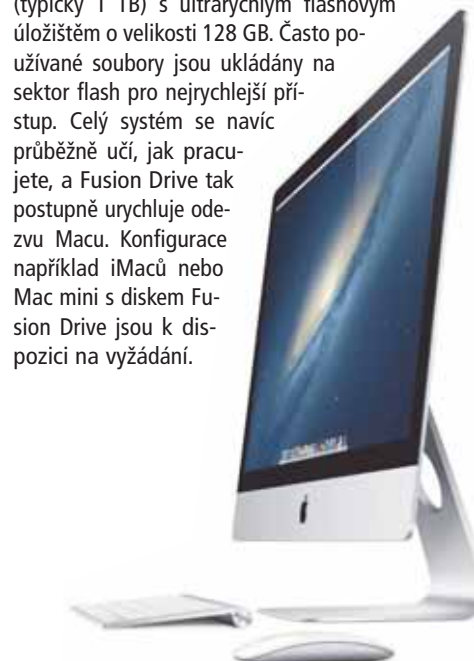 (typicky 1 TB) s ultrarychlým flashovým
úložištěm o velikosti 128 GB. Často po-
užívané soubory jsou ukládány na
sektor flash pro nejrychlejší pří-
stup. Celý systém se navíc
průběžně učí, jak pracu-
jete, a Fusion Drive tak
postupně urychluje ode-
zvu Macu. Konfigurace
například iMaců nebo
Mac mini s diskem Fu-
sion Drive jsou k dis-
pozici na vyžádání.